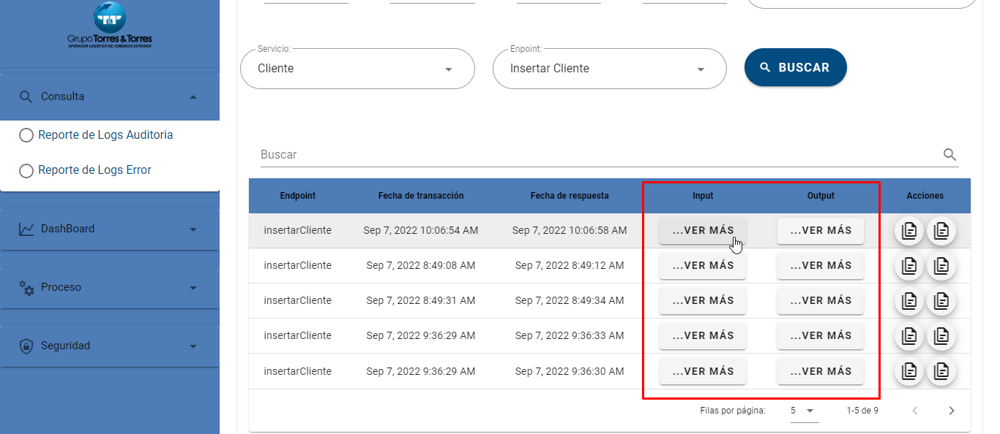 T&T
Grupo Torres & Torres
OPERADOR LOGÍSTICO DE COMERCIO EXTERIOR
Consulta
Reporte de Logs Auditoria
Reporte de Logs Error
DashBoard
Proceso
Seguridad
Servicio: Enpoint:
Cliente Insertar Cliente BUSCAR
Buscar
Endpoint Fecha de transacción Fecha de respuesta Input Output Acciones
insertarCliente Sep 7, 2022 10:06:54 AM Sep 7, 2022 10:06:58 AM ...VER MÁS ...VER MÁS
insertarCliente Sep 7, 2022 8:49:08 AM Sep 7, 2022 8:49:12 AM ...VER MÁS ...VER MÁS
insertarCliente Sep 7, 2022 8:49:31 AM Sep 7, 2022 8:49:34 AM ...VER MÁS ...VER MÁS
insertarCliente Sep 7, 2022 9:36:29 AM Sep 7, 2022 9:36:33 AM ...VER MÁS ...VER MÁS
insertarCliente Sep 7, 2022 9:36:29 AM Sep 7, 2022 9:36:30 AM ...VER MÁS ...VER MÁS
Filas por página: 5 1-5 de 9